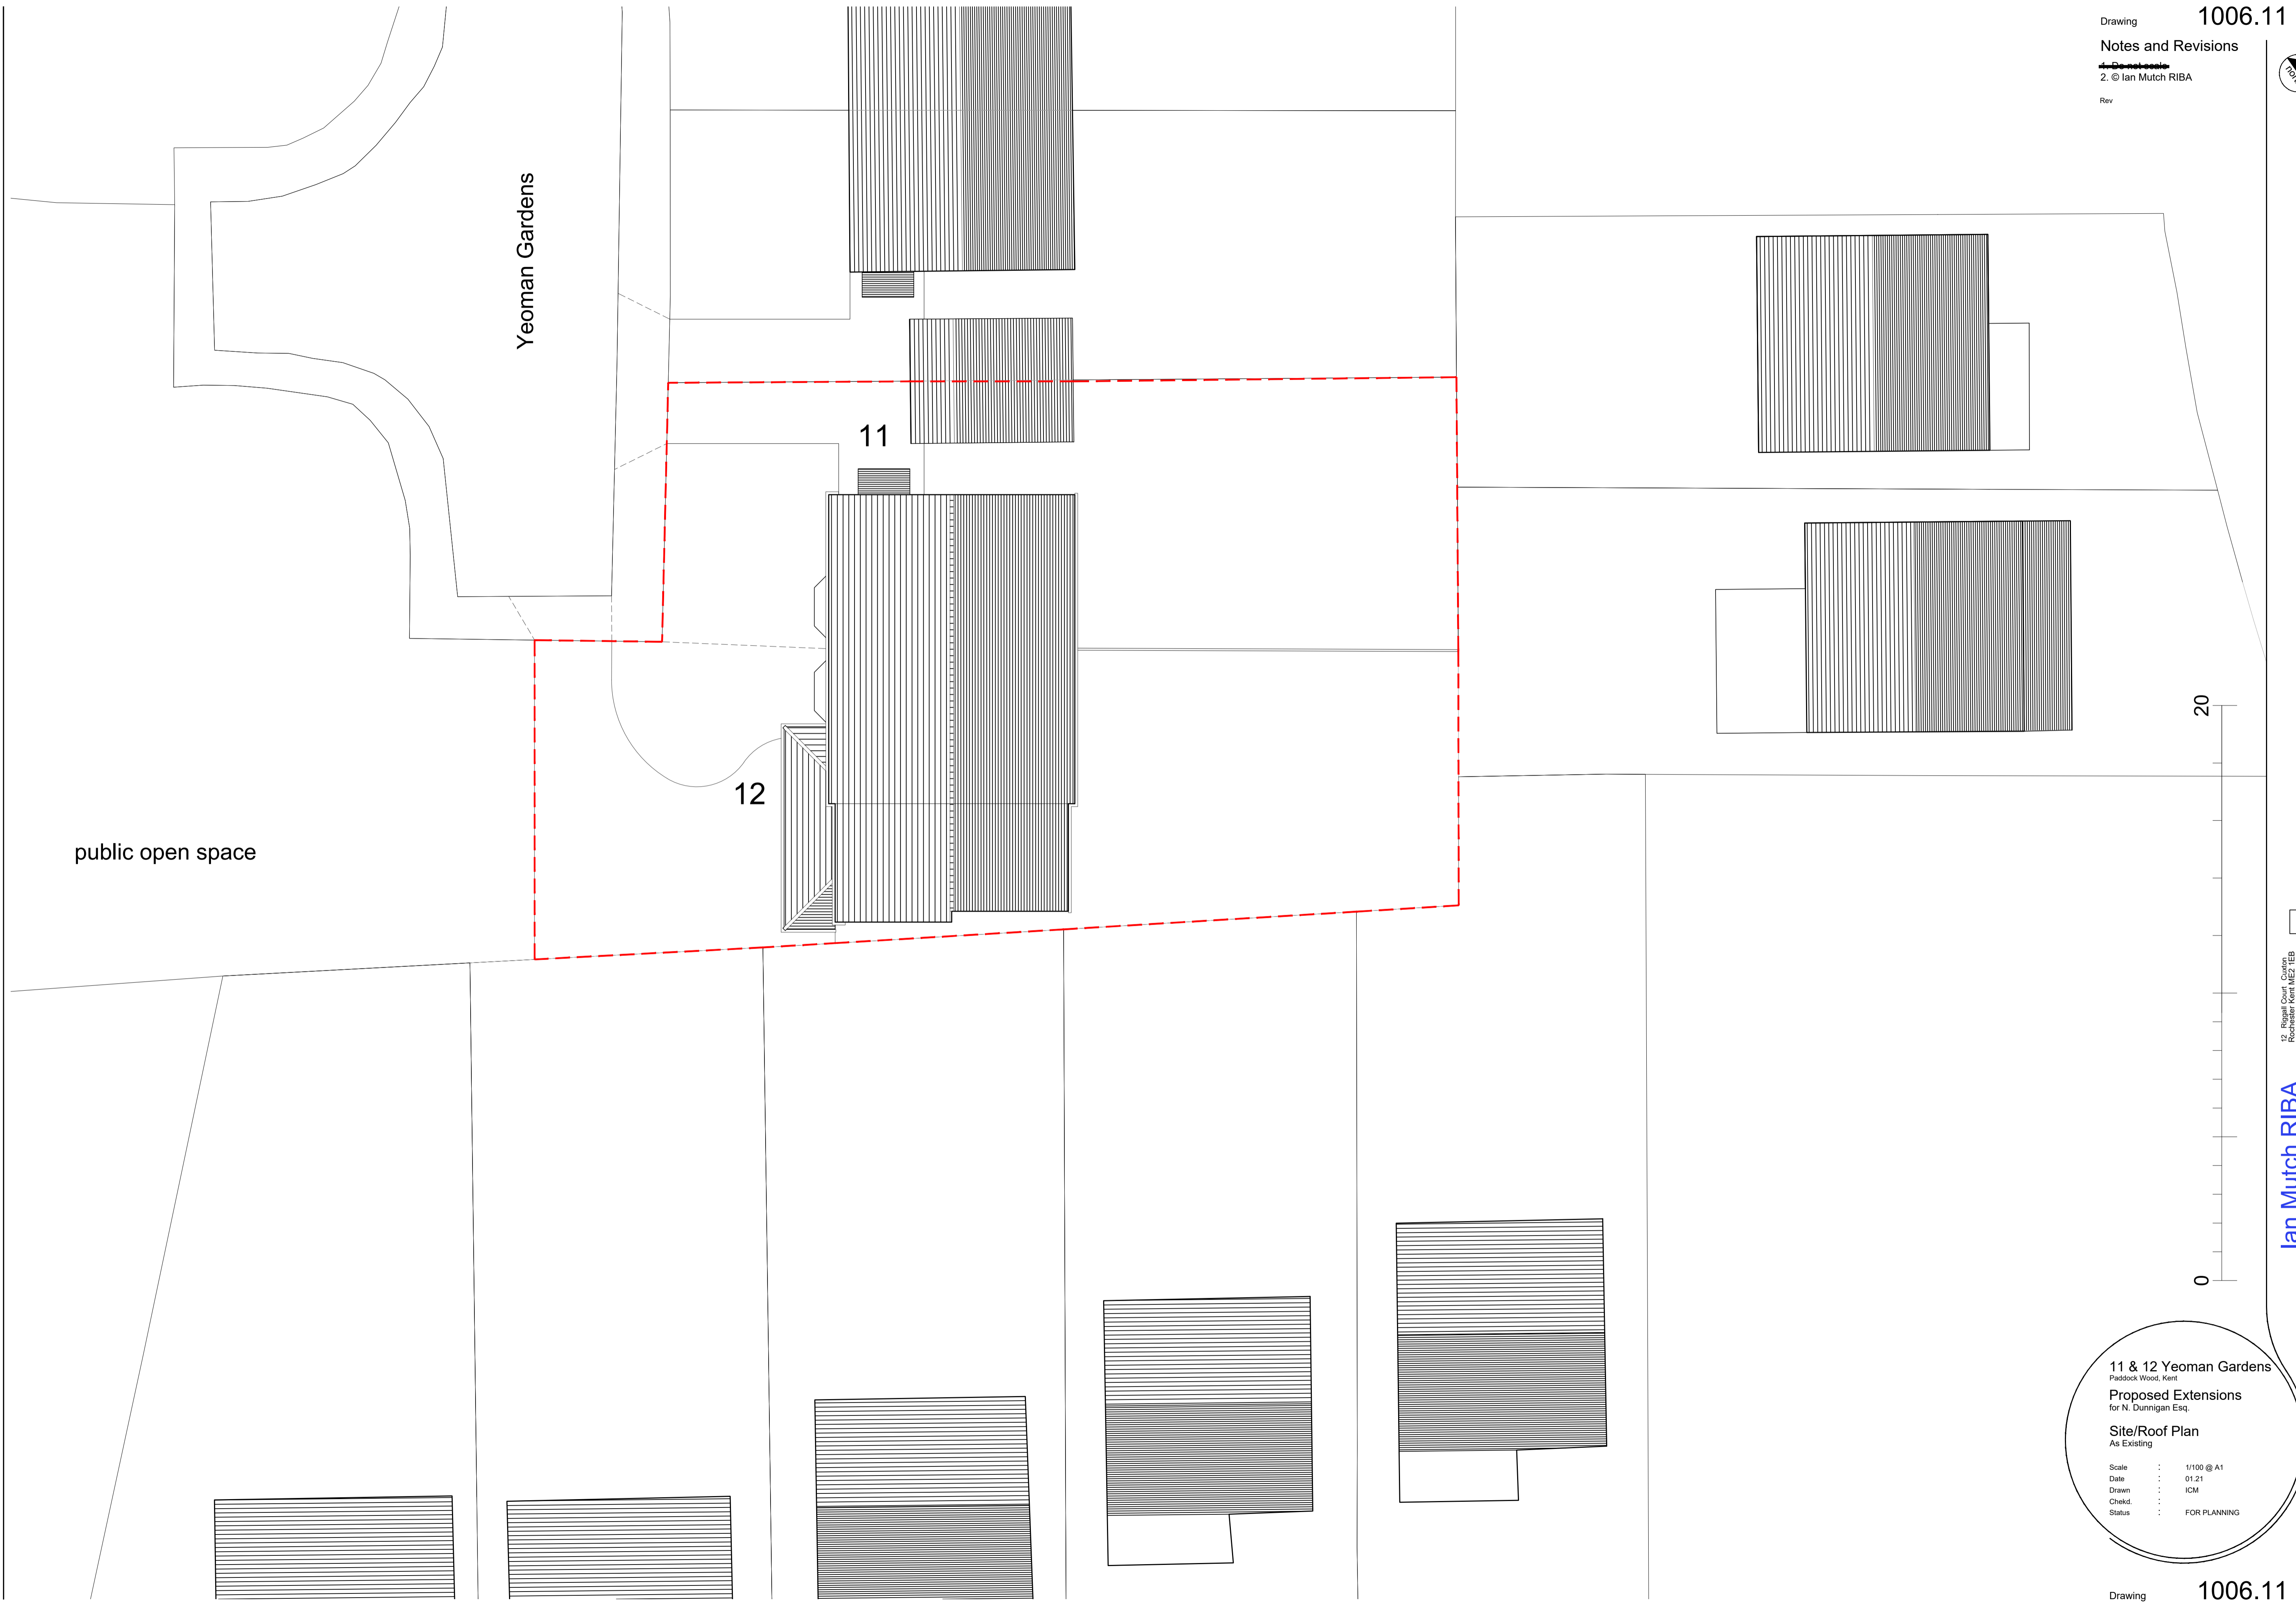 Drawing 1006.11
Notes and Revisions
1. Do not scale
2. © Ian Mutch RIBA
Rev
Yeoman Gardens
11
12
public open space
20
0
12 Riggall Court Cuxton
Rochester Kent ME2 1EB
Ian Mutch RIBA
11 & 12 Yeoman Gardens
Paddock Wood, Kent
Proposed Extensions
for N. Dunnigan Esq.
Site/Roof Plan
As Existing
Scale : 1/100 @ A1
Date : 01.21
Drawn : ICM
Chekd. :
Status : FOR PLANNING
Drawing 1006.11